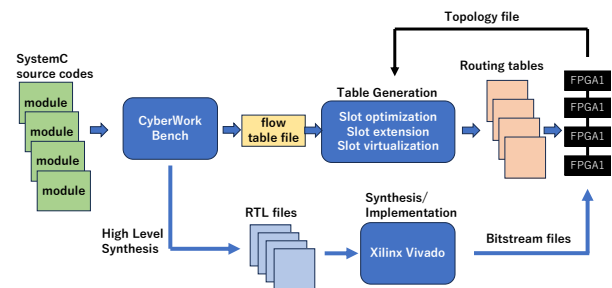 Topology file
SystemC
source codes
module
module
module
module
CyberWork
Bench
flow
table file
Table Generation
Slot optimization
Slot extension
Slot virtualization
Routing tables
FPGA1
FPGA1
FPGA1
FPGA1
High Level
Synthesis
RTL files
Synthesis/
Implementation
Xilinx Vivado
Bitstream files